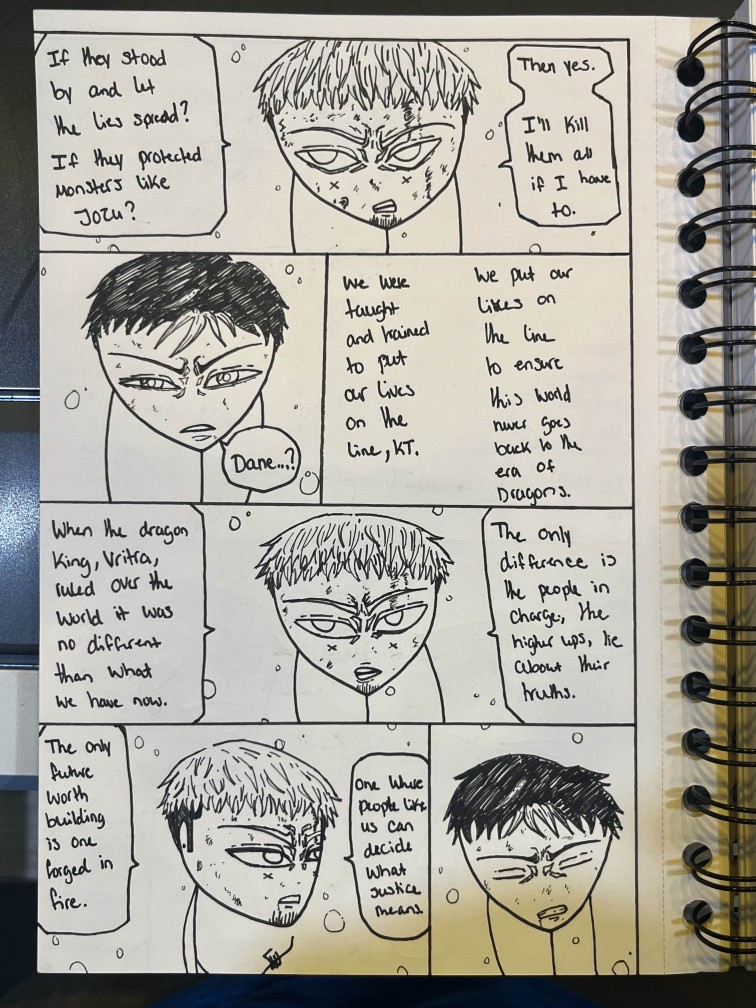 If they stood
by and let
the lies spread?
If they protected
Monsters like
Jozu?
Then yes.
I'll kill
them all
if I have
to.
Dane...?
We were
taught
and trained
to put
our lives
on the
line, KT.
We put our
lives on
the line
to ensure
this world
never goes
back to the
era of
Dragons.
When the dragon
King, Vritra,
ruled over the
world it was
no different
than what
we have now.
The only
difference is
the people in
charge, the
higher ups, lie
about their
truths.
The only
future
worth
building
is one
forged in
fire.
One where
people like
us can
decide
what
justice
means.